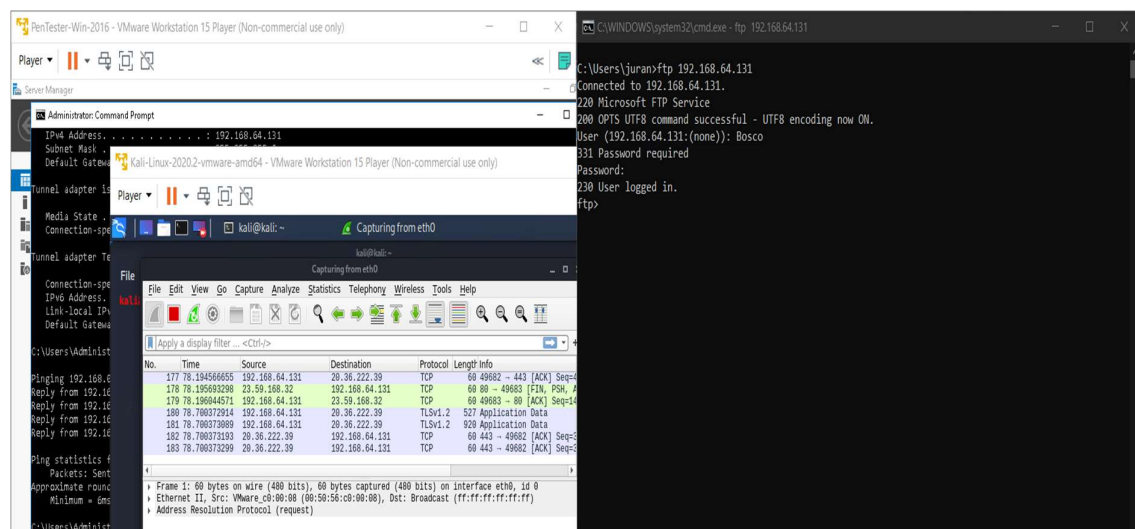 PenTester-Win-2016 - VMware Workstation 15 Player (Non-commercial use only)
Player
Server Manager
Administrator: Command Prompt
IPv4 Address. . . . . . . . . . . : 192.168.64.131
Subnet Mask .
Default Gatewa
Tunnel adapter is
Media State .
Connection-spe
Tunnel adapter Te
Connection-spe
IPv6 Address.
Link-local IPv
Default Gatewa
C:\Users\Administ
Pinging 192.168.6
Reply from 192.16
Reply from 192.16
Reply from 192.16
Reply from 192.16
Ping statistics f
Packets: Sent
Approximate round
Minimum = 6ms
C:\Users\Administ
Kali-Linux-2020.2-vmware-amd64 - VMware Workstation 15 Player (Non-commercial use only)
Player
kali@kali: ~
Capturing from eth0
kali@kali: ~
File
Capturing from eth0
File Edit View Go Capture Analyze Statistics Telephony Wireless Tools Help
Apply a display filter ... <Ctrl-/>
No. Time Source Destination Protocol Length Info
177 78.194566655 192.168.64.131 20.36.222.39 TCP 60 49682 → 443 [ACK] Seq=4
178 78.195693298 23.59.168.32 192.168.64.131 TCP 60 80 → 49683 [FIN, PSH, A
179 78.196044571 192.168.64.131 23.59.168.32 TCP 60 49683 → 80 [ACK] Seq=14
180 78.700372914 192.168.64.131 20.36.222.39 TLSv1.2 527 Application Data
181 78.700373089 192.168.64.131 20.36.222.39 TLSv1.2 920 Application Data
182 78.700373193 20.36.222.39 192.168.64.131 TCP 60 443 → 49682 [ACK] Seq=3
183 78.700373299 20.36.222.39 192.168.64.131 TCP 60 443 → 49682 [ACK] Seq=3
Frame 1: 60 bytes on wire (480 bits), 60 bytes captured (480 bits) on interface eth0, id 0
Ethernet II, Src: VMware_c0:00:08 (00:50:56:c0:00:08), Dst: Broadcast (ff:ff:ff:ff:ff:ff)
Address Resolution Protocol (request)
C:\WINDOWS\system32\cmd.exe - ftp 192.168.64.131
C:\Users\juran>ftp 192.168.64.131
Connected to 192.168.64.131.
220 Microsoft FTP Service
200 OPTS UTF8 command successful - UTF8 encoding now ON.
User (192.168.64.131:(none)): Bosco
331 Password required
Password:
230 User logged in.
ftp>